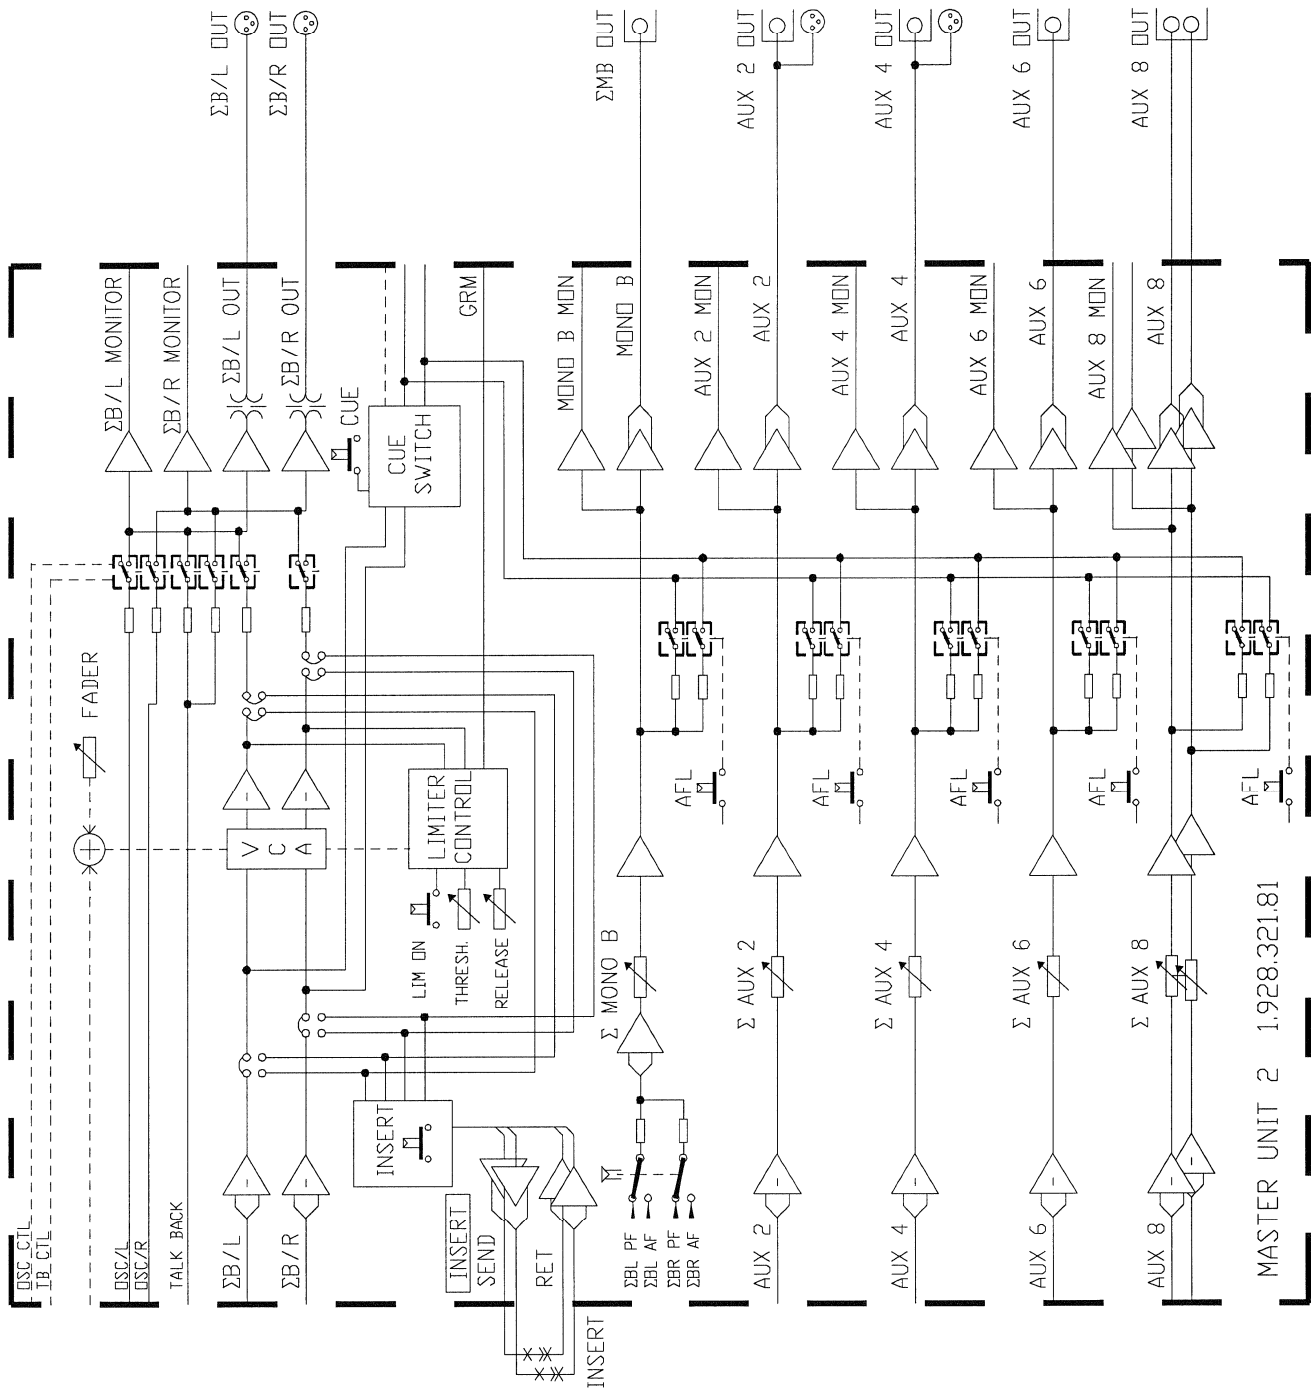 OSC CTL
TB CTL
FADER
OSC/L
OSC/R
TALK BACK
ΣB/L MONITOR
ΣB/R MONITOR
ΣB/L
V C A
ΣB/L OUT
ΣB/L OUT
ΣB/R
ΣB/R OUT
ΣB/R OUT
CUE
CUE
SWITCH
INSERT
LIM ON
THRESH.
RELEASE
LIMITER
CONTROL
GRM
INSERT
SEND
RET
INSERT
ΣBL PF
ΣBL AF
ΣBR PF
ΣBR AF
Σ MONO B
MONO B MON
MONO B
ΣMB OUT
AFL
AUX 2
Σ AUX 2
AUX 2 MON
AUX 2
AUX 2 OUT
AFL
AUX 4
Σ AUX 4
AUX 4 MON
AUX 4
AUX 4 OUT
AFL
AUX 6
Σ AUX 6
AUX 6 MON
AUX 6
AUX 6 OUT
AFL
AUX 8
Σ AUX 8
AUX 8 MON
AUX 8
AUX 8 OUT
AFL
MASTER UNIT 2 1.928.321.81